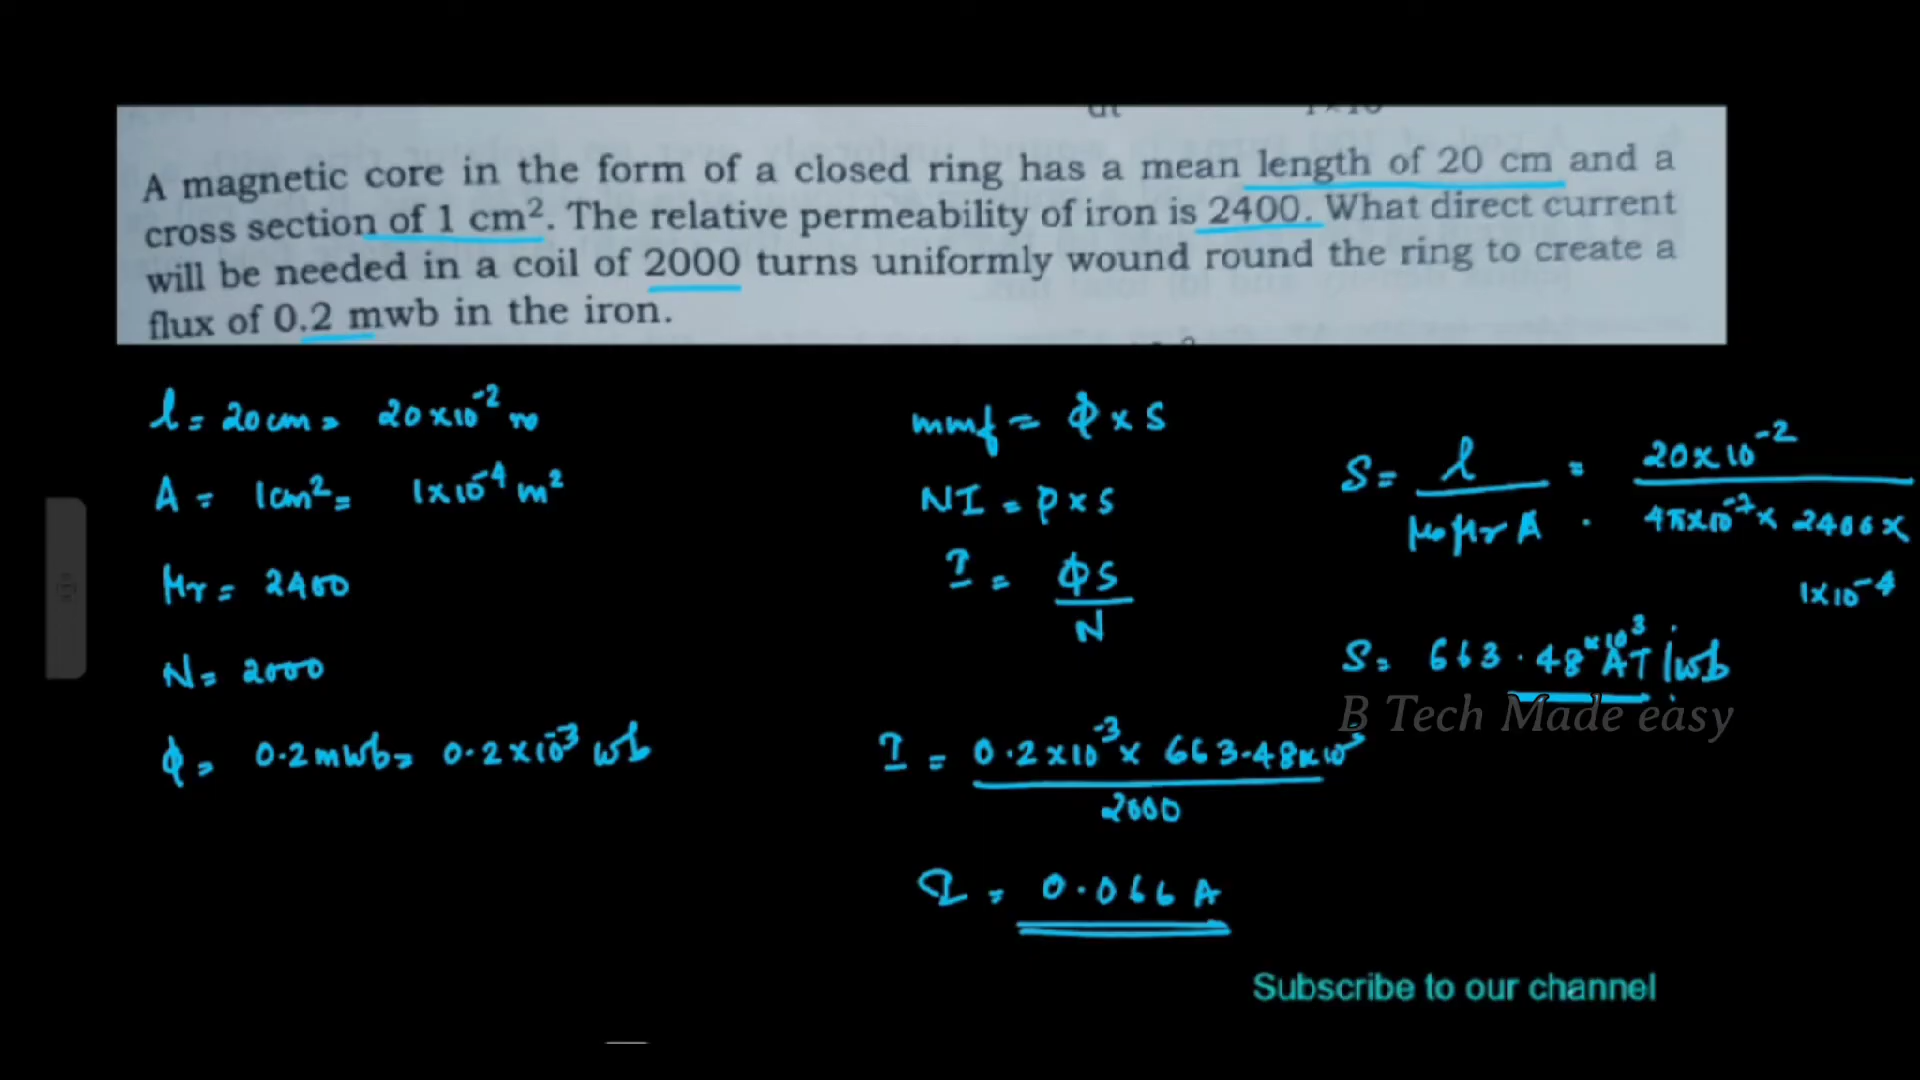 A magnetic core in the form of a closed ring has a mean length of 20 cm and a
cross section of 1 cm². The relative permeability of iron is 2400. What direct current
will be needed in a coil of 2000 turns uniformly wound round the ring to create a
flux of 0.2 mwb in the iron.
l = 20cm = 20×10⁻² m
A = 1cm² = 1×10⁻⁴ m²
μr = 2400
N = 2000
φ = 0.2mwb = 0.2×10⁻³ wb
mmf = φ × S
NI = φ × S
I = φS / N
S = l / μ₀μr A = 20×10⁻² / 4π×10⁻⁷ × 2400 × 1×10⁻⁴
S = 663.48×10³ AT/wb
B Tech Made easy
I = 0.2×10⁻³ × 663.48×10³ / 2000
I = 0.066 A
Subscribe to our channel